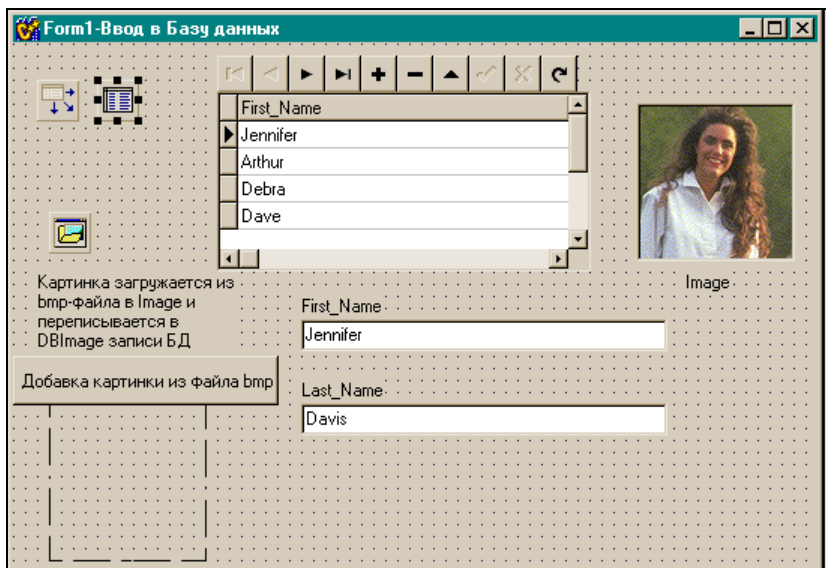 Form1-Ввод в Базу данных
First_Name
Jennifer
Arthur
Debra
Dave
Картинка загружается из
bmp-файла в Image и
переписывается в
DBImage записи БД
Image
First_Name
Jennifer
Добавка картинки из файла bmp
Last_Name
Davis